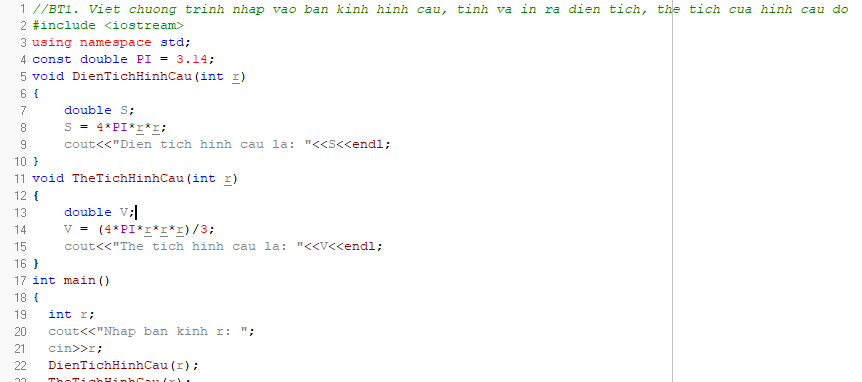 1 //BT1. Viet chuong trinh nhap vao ban kinh hinh cau, tinh va in ra dien tich, the tich cua hinh cau do
2 #include <iostream>
3 using namespace std;
4 const double PI = 3.14;
5 void DienTichHinhCau(int r)
6 {
7 double S;
8 S = 4*PI*r*r;
9 cout<<"Dien tich hinh cau la: "<<S<<endl;
10 }
11 void TheTichHinhCau(int r)
12 {
13 double V;
14 V = (4*PI*r*r*r)/3;
15 cout<<"The tich hinh cau la: "<<V<<endl;
16 }
17 int main()
18 {
19 int r;
20 cout<<"Nhap ban kinh r: ";
21 cin>>r;
22 DienTichHinhCau(r);
23 TheTichHinhCau(r);